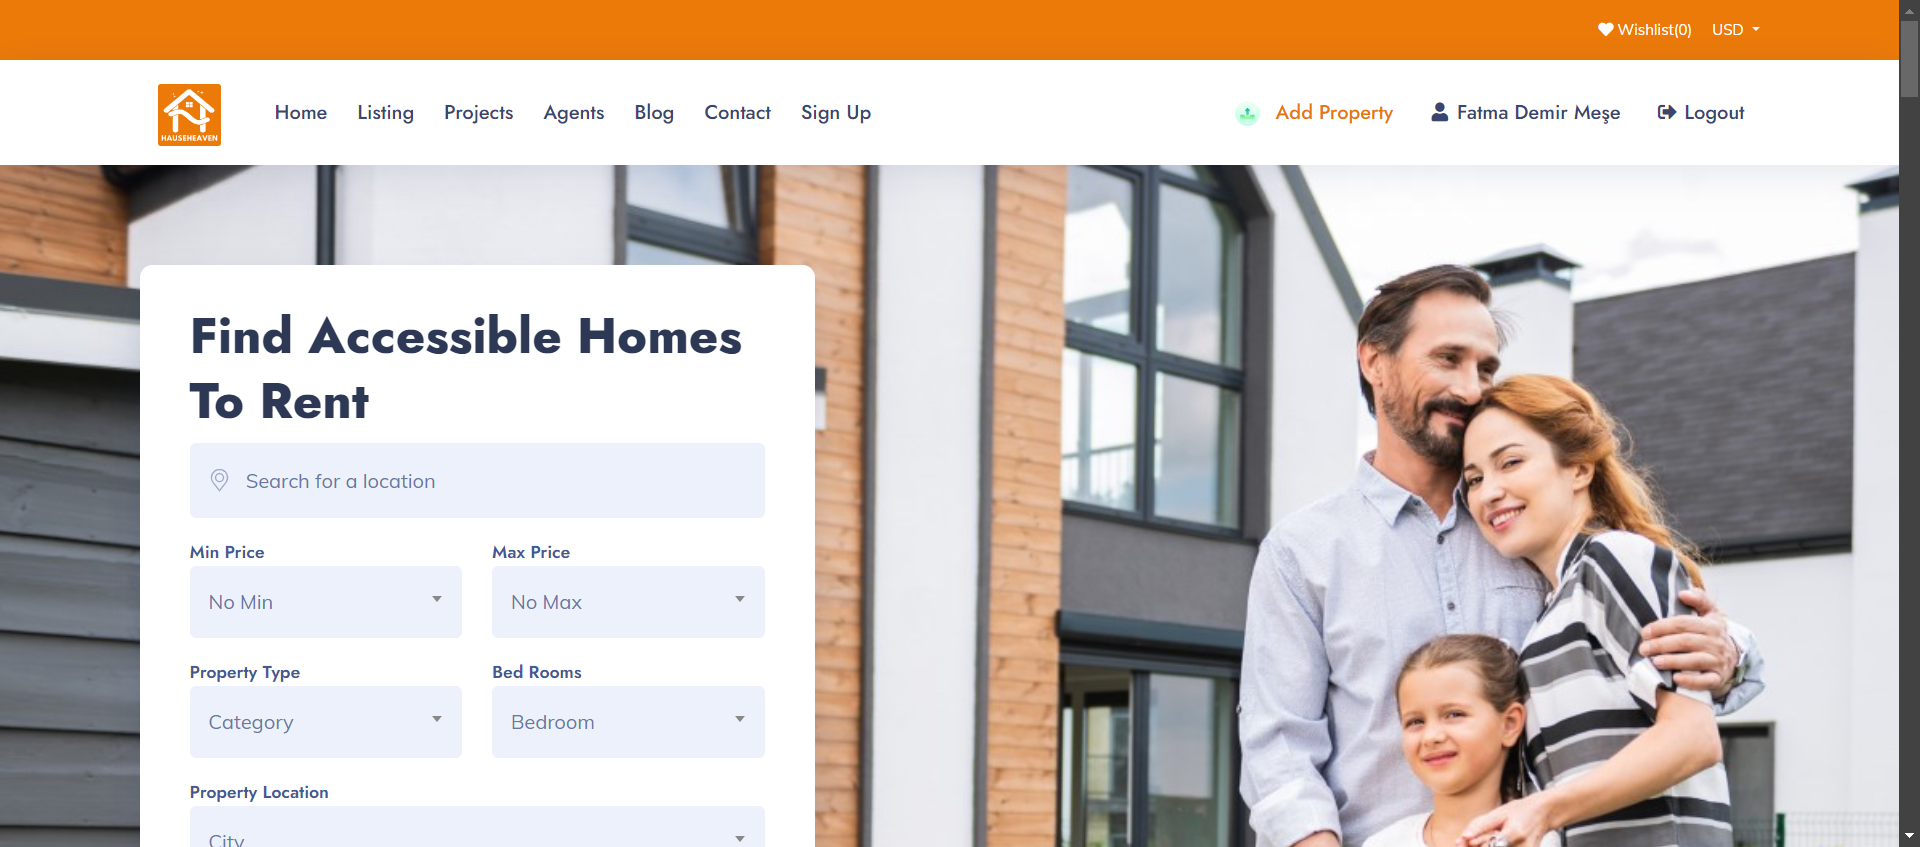 Wishlist(0) USD
HAUSEHEAVEN
Home Listing Projects Agents Blog Contact Sign Up Add Property Fatma Demir Meşe Logout
Find Accessible Homes
To Rent
Search for a location
Min Price Max Price
No Min No Max
Property Type Bed Rooms
Category Bedroom
Property Location
City